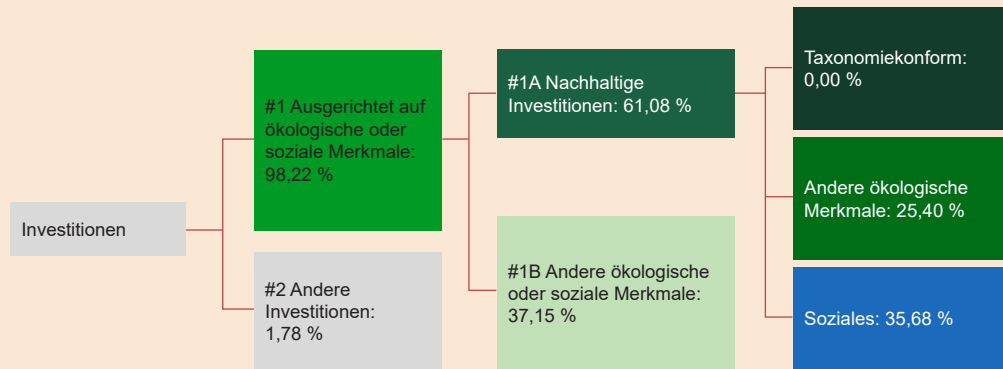 Investitionen
#1 Ausgerichtet auf
ökologische oder
soziale Merkmale:
98,22 %
#2 Andere
Investitionen:
1,78 %
#1A Nachhaltige
Investitionen: 61,08 %
#1B Andere ökologische
oder soziale Merkmale:
37,15 %
Taxonomiekonform:
0,00 %
Andere ökologische
Merkmale: 25,40 %
Soziales: 35,68 %